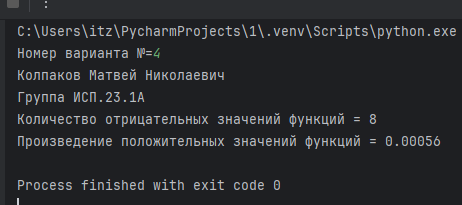 C:\Users\itz\PycharmProjects\1\.venv\Scripts\python.exe
Номер варианта №=4
Колпаков Матвей Николаевич
Группа ИСП.23.1А
Количество отрицательных значений функций = 8
Произведение положительных значений функций = 0.00056
Process finished with exit code 0